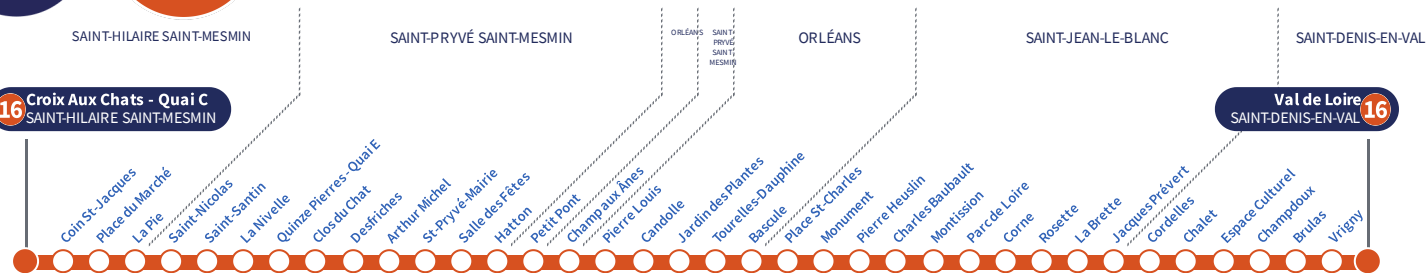 SAINT-HILAIRE SAINT-MESMIN
SAINT-PRYVÉ SAINT-MESMIN
ORLÉANS
SAINT-
PRYVÉ
SAINT-
MESMIN
ORLÉANS
SAINT-JEAN-LE-BLANC
SAINT-DENIS-EN-VAL
16
Croix Aux Chats - Quai C
SAINT-HILAIRE SAINT-MESMIN
Val de Loire
SAINT-DENIS-EN-VAL
16
Coin St-Jacques
Place du Marché
La Pie
Saint-Nicolas
Saint-Santin
La Nivelle
Quinze Pierres - Quai E
Clos du Chat
Desfriches
Arthur Michel
St-Pryvé-Mairie
Salle des Fêtes
Hatton
Petit Pont
Champ aux Ânes
Pierre Louis
Candolle
Jardin des Plantes
Tourelles-Dauphine
Bascule
Place St-Charles
Monument
Pierre Heuslin
Charles Baubault
Montission
Parc de Loire
Corne
Rosette
La Brette
Jacques Prévert
Cordelles
Chalet
Espace Culturel
Champdoux
Brulas
Vrigny